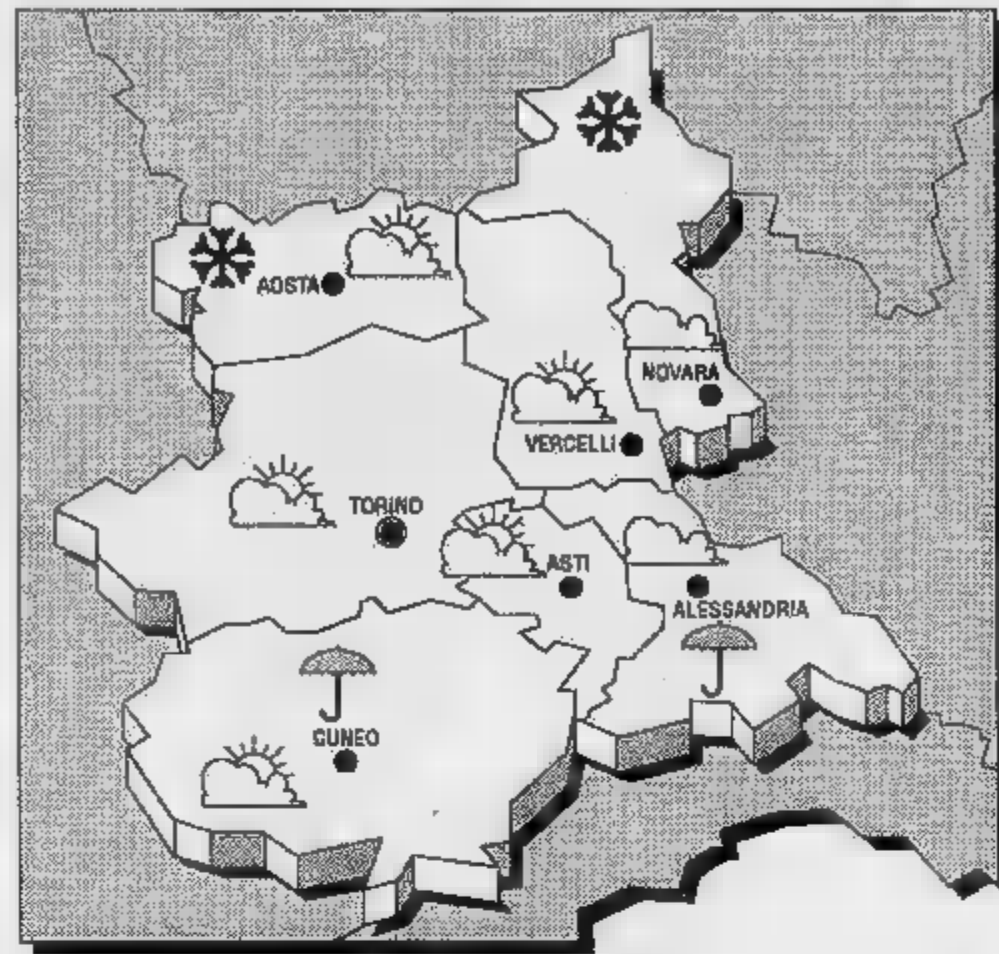 AOSTA
NOVARA
VERCELLI
TORINO
ASTI
ALESSANDRIA
CUNEO